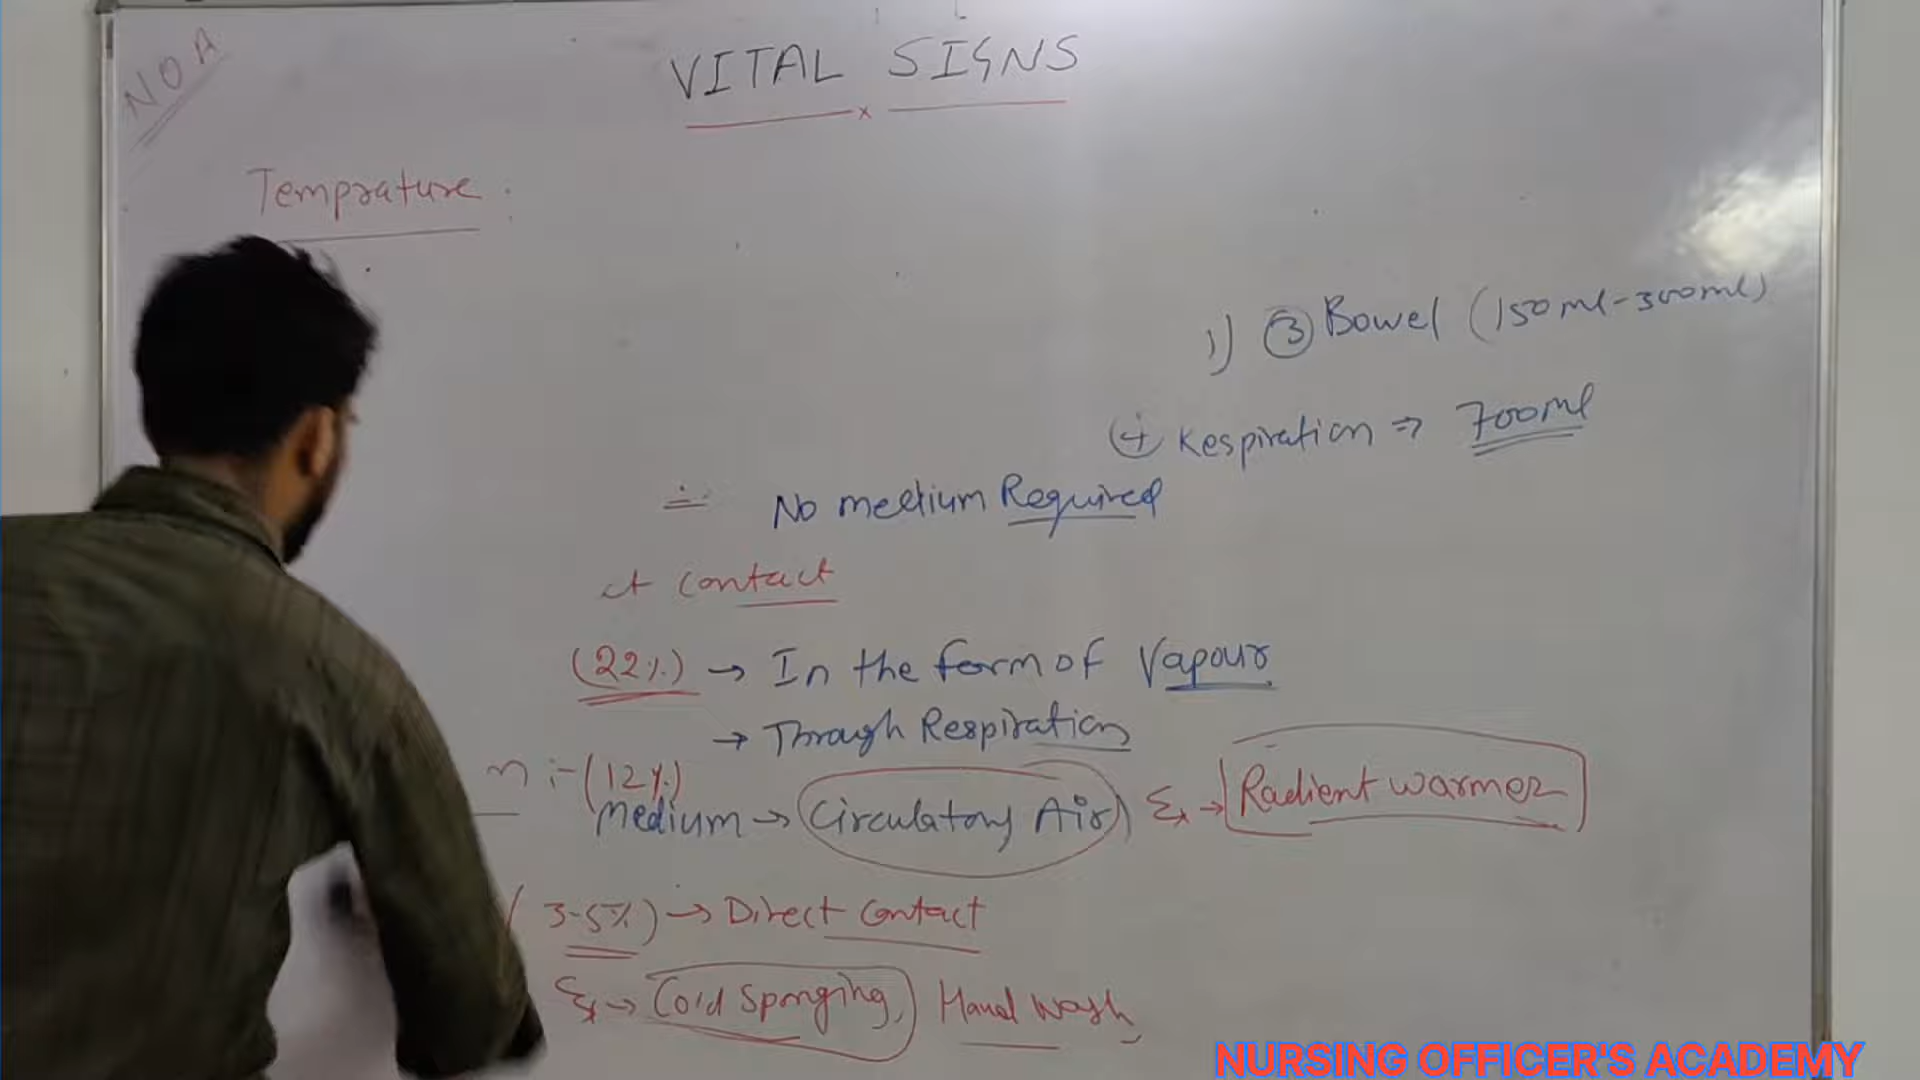 NOA
VITAL SIGNS
Temprature :
1) ③ Bowel (150ml-300ml)
④ Respiration ⇒ 700ml
No medium Required
ct contact
(22%) → In the form of Vapour
→ Through Respiration
n :- (12%)
Medium → Circulatory Air Ex → Radient warmer
(3-5%) → Direct Contact
Ex → Cold Sponging, Hand Wash
NURSING OFFICER'S ACADEMY